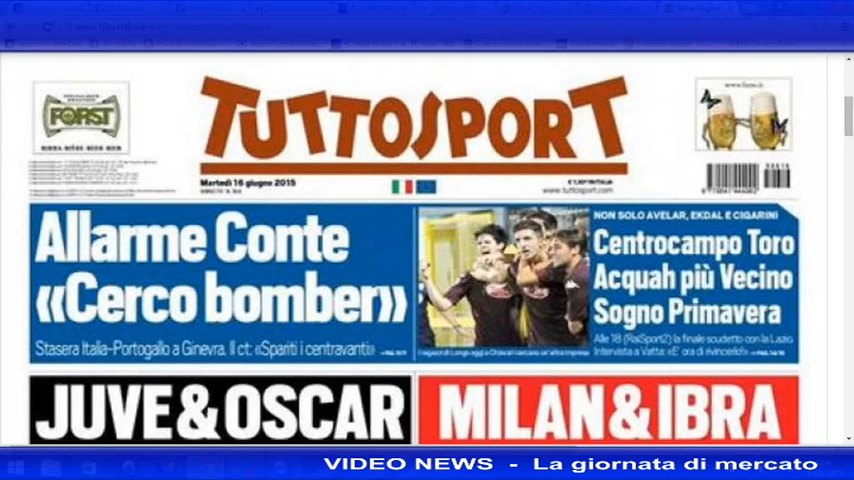 FORST
TUTTOSPORT
Martedì 16 giugno 2015
www.tuttosport.com
Allarme Conte
«Cerco bomber»
Stasera Italia-Portogallo a Ginevra. Il ct: «Spariti i centravanti»
NON SOLO AVELAR, EKDAL E CIGARINI
Centrocampo Toro
Acquah più Vecino
Sogno Primavera
Alle 18 (RaiSport2) la finale scudetto con la Lazio
Intervista a Vatta: «E' ora di rivincerlo!»
JUVE&OSCAR
MILAN&IBRA
VIDEO NEWS - La giornata di mercato